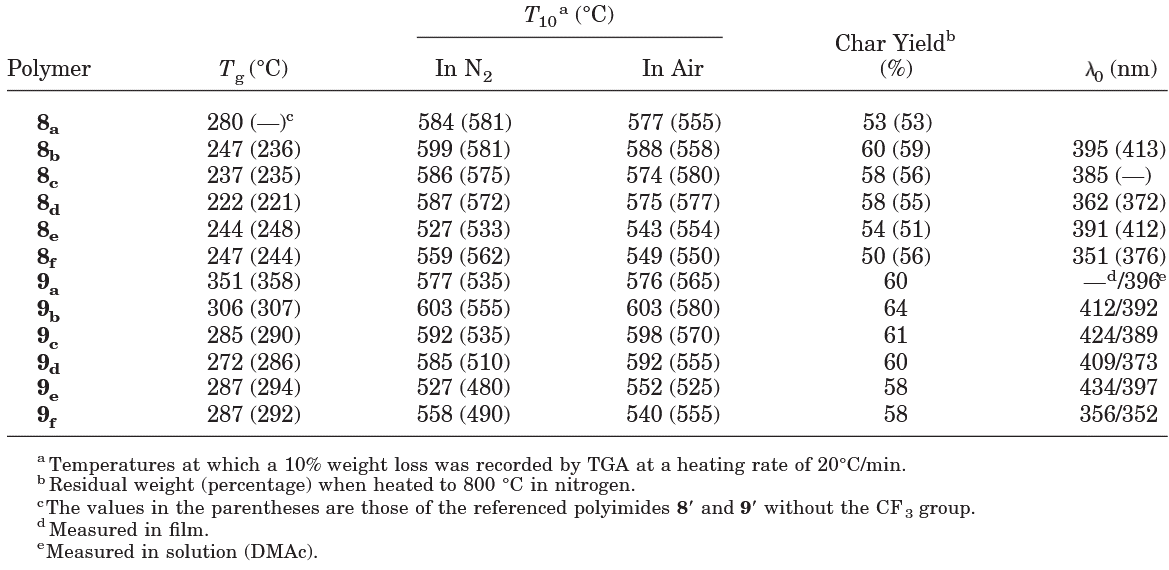 T10 a (°C)
Char Yield b
Polymer Tg (°C) In N2 In Air (%) λ0 (nm)
8a 280 (—)c 584 (581) 577 (555) 53 (53)
8b 247 (236) 599 (581) 588 (558) 60 (59) 395 (413)
8c 237 (235) 586 (575) 574 (580) 58 (56) 385 (—)
8d 222 (221) 587 (572) 575 (577) 58 (55) 362 (372)
8e 244 (248) 527 (533) 543 (554) 54 (51) 391 (412)
8f 247 (244) 559 (562) 549 (550) 50 (56) 351 (376)
9a 351 (358) 577 (535) 576 (565) 60 —d/396e
9b 306 (307) 603 (555) 603 (580) 64 412/392
9c 285 (290) 592 (535) 598 (570) 61 424/389
9d 272 (286) 585 (510) 592 (555) 60 409/373
9e 287 (294) 527 (480) 552 (525) 58 434/397
9f 287 (292) 558 (490) 540 (555) 58 356/352
a Temperatures at which a 10% weight loss was recorded by TGA at a heating rate of 20°C/min.
b Residual weight (percentage) when heated to 800 °C in nitrogen.
c The values in the parentheses are those of the referenced polyimides 8′ and 9′ without the CF3 group.
d Measured in film.
e Measured in solution (DMAc).